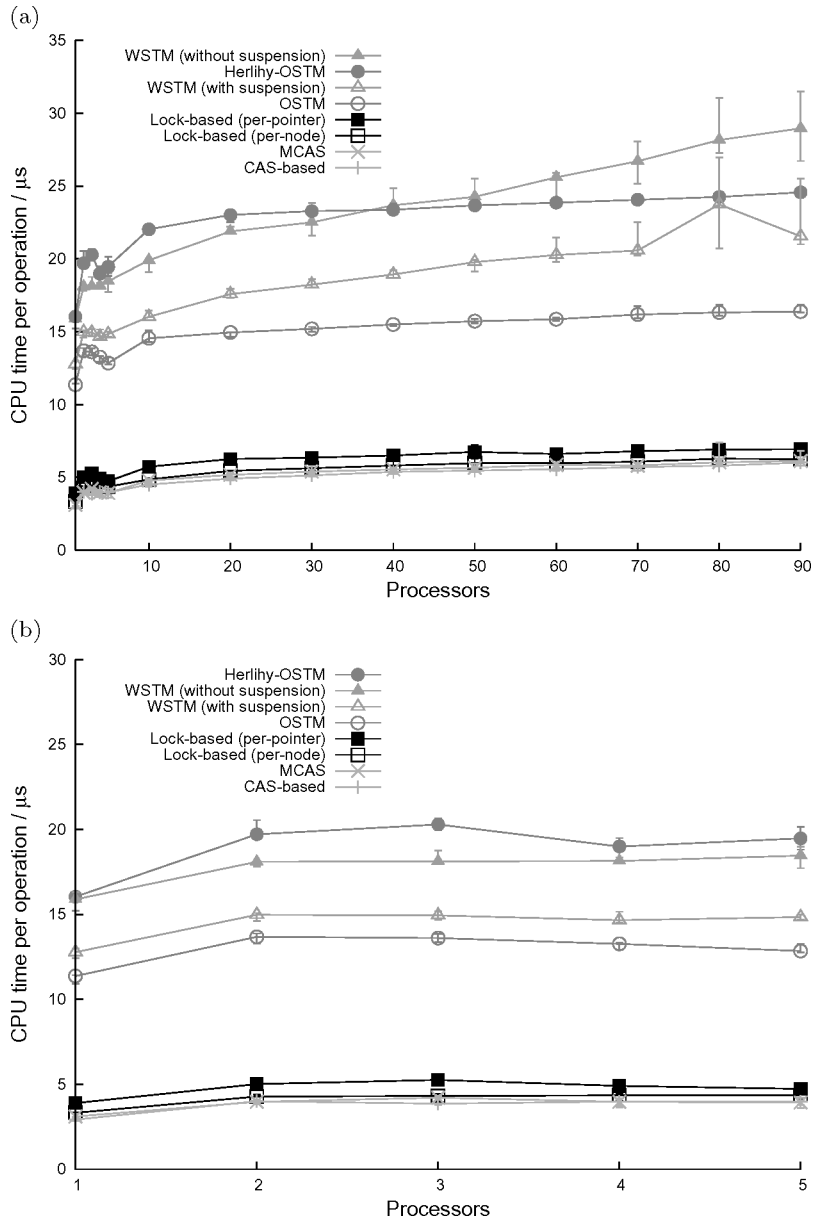 (a)
WSTM (without suspension)
Herlihy-OSTM
WSTM (with suspension)
OSTM
Lock-based (per-pointer)
Lock-based (per-node)
MCAS
CAS-based
35
30
25
20
15
10
5
0
CPU time per operation / μs
10 20 30 40 50 60 70 80 90
Processors
(b)
Herlihy-OSTM
WSTM (without suspension)
WSTM (with suspension)
OSTM
Lock-based (per-pointer)
Lock-based (per-node)
MCAS
CAS-based
30
25
20
15
10
5
0
CPU time per operation / μs
1 2 3 4 5
Processors